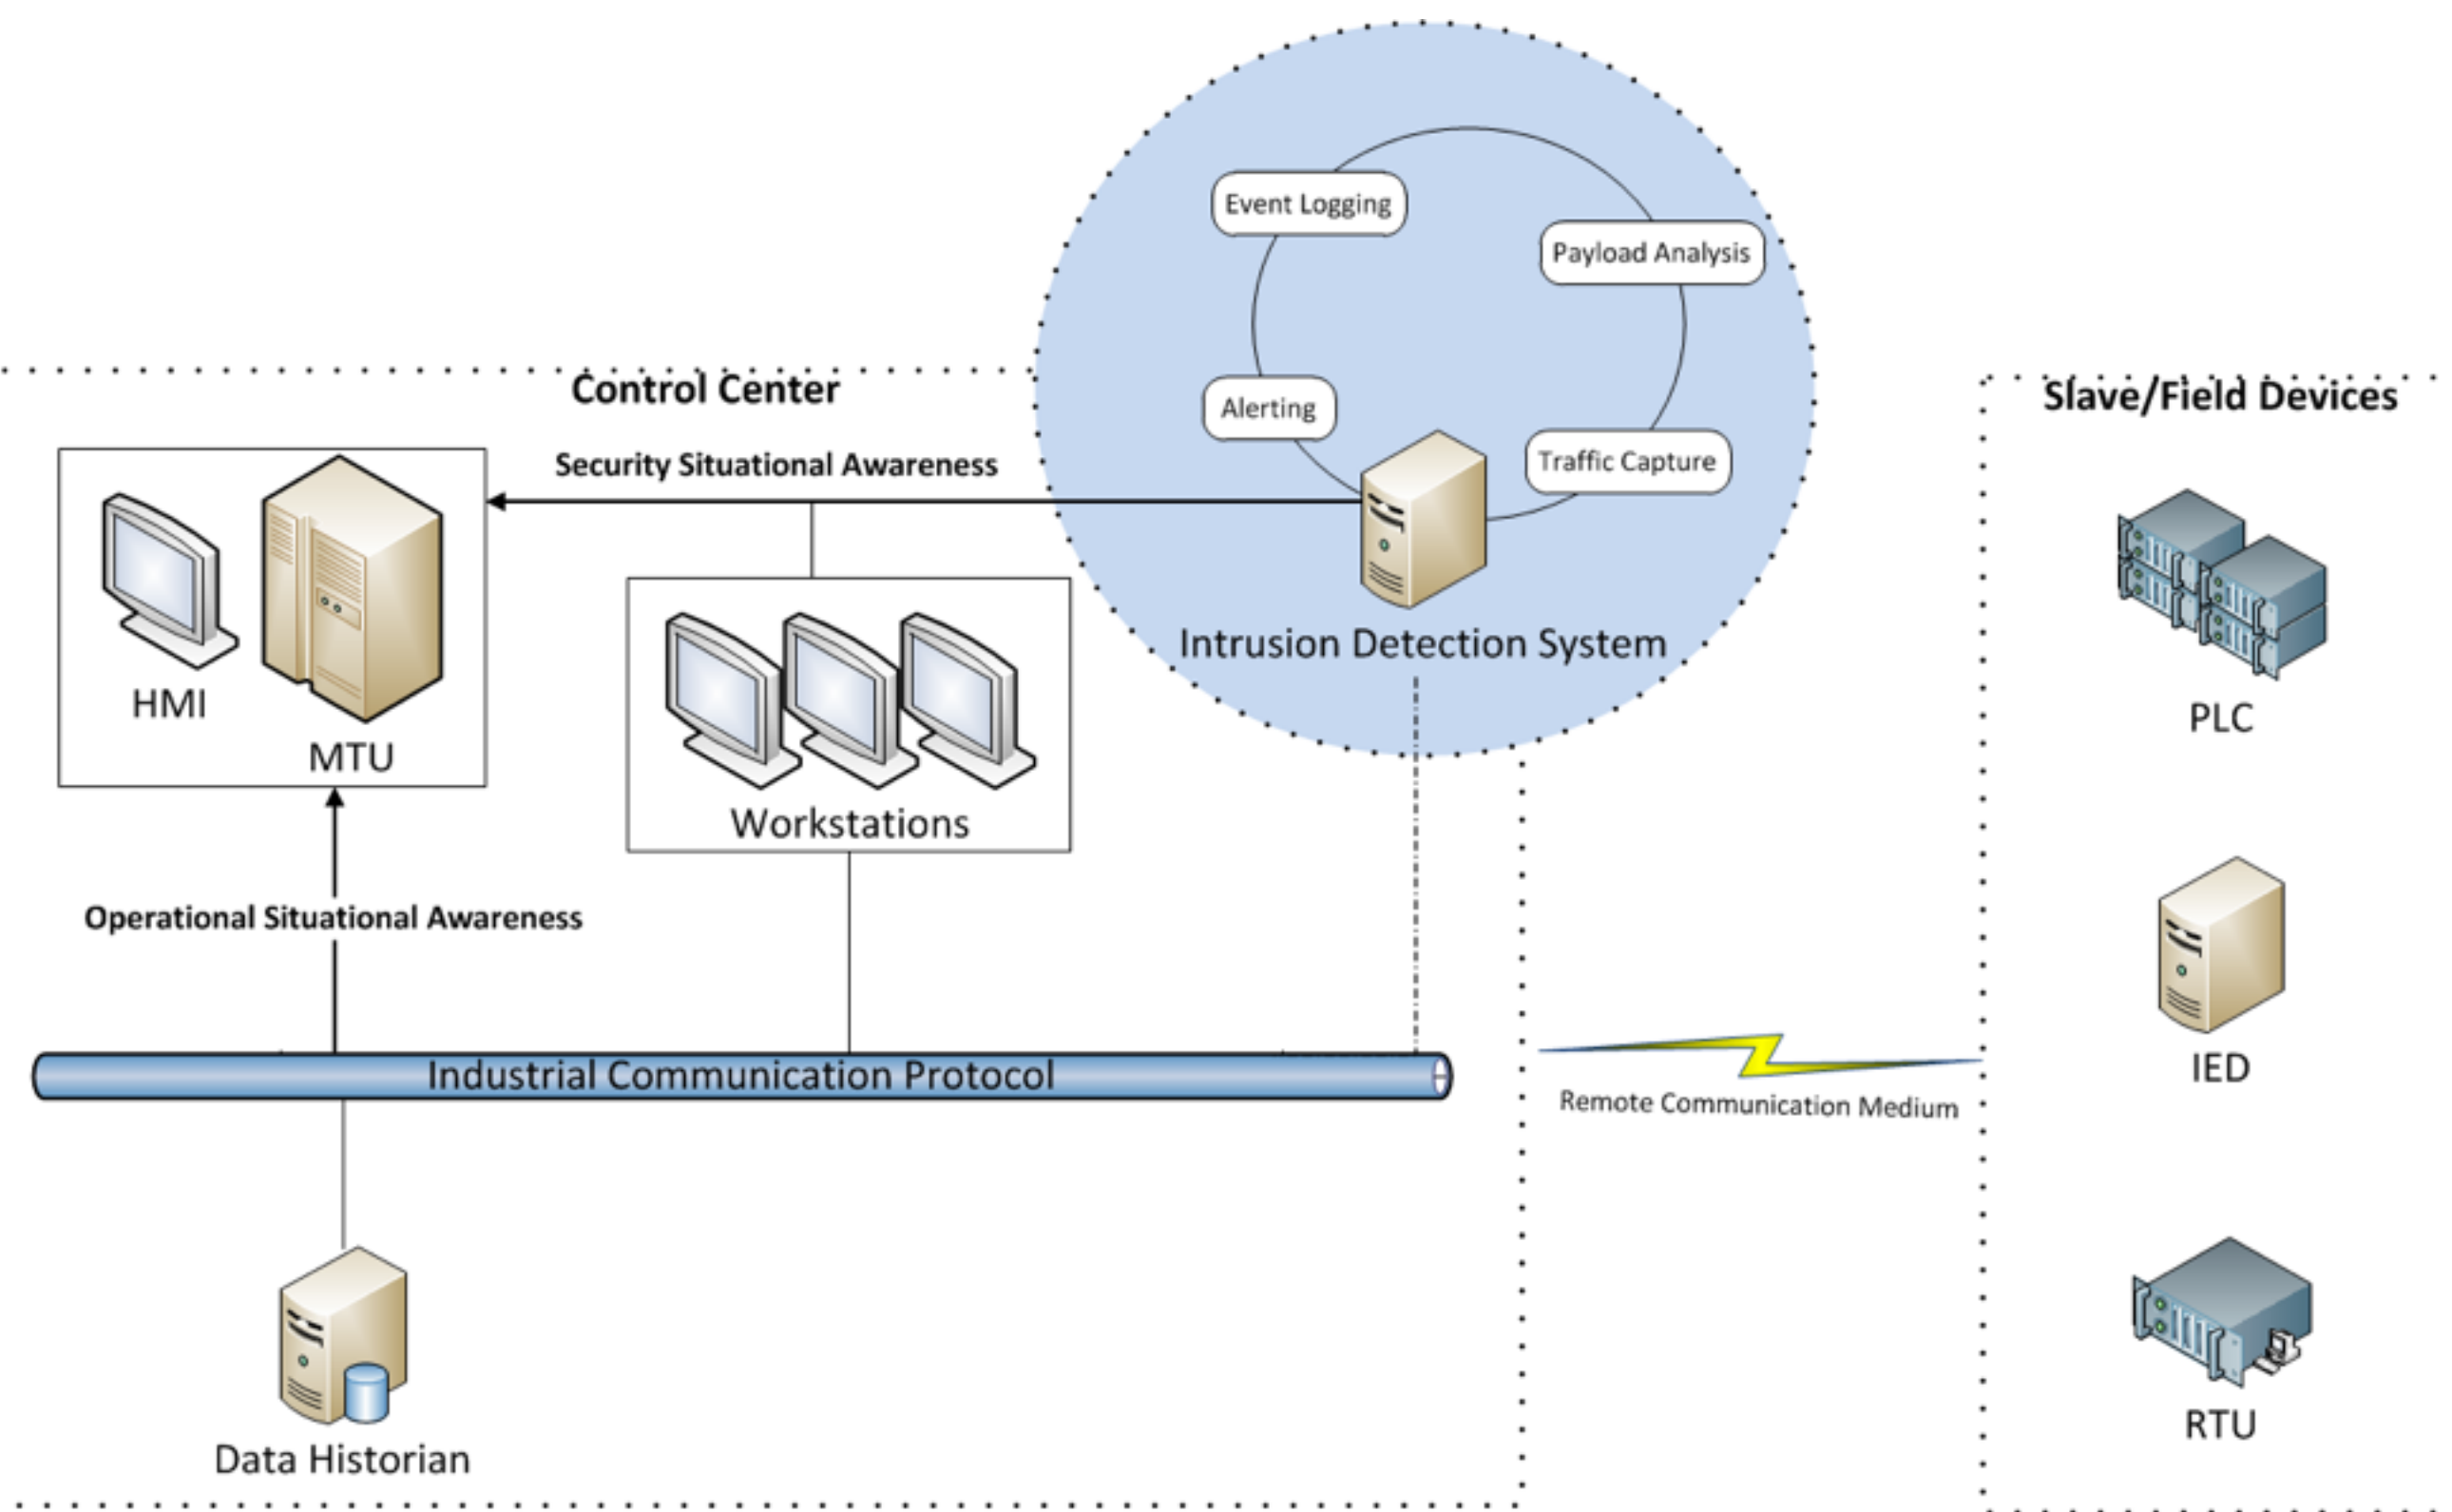 Event Logging
Payload Analysis
Control Center
Slave/Field Devices
Alerting
Security Situational Awareness
Traffic Capture
Intrusion Detection System
HMI
PLC
MTU
Workstations
Operational Situational Awareness
Industrial Communication Protocol
IED
Remote Communication Medium
RTU
Data Historian